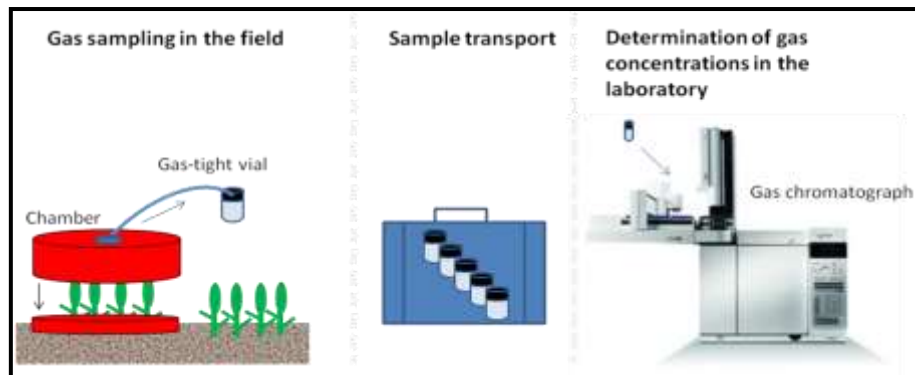 Gas sampling in the field
Sample transport
Determination of gas
concentrations in the
laboratory
Gas-tight vial
Chamber
Gas chromatograph